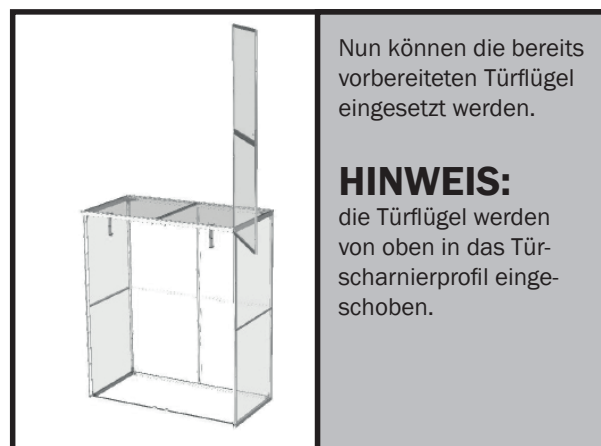 Nun können die bereits
vorbereiteten Türflügel
eingesetzt werden.
HINWEIS:
die Türflügel werden
von oben in das Tür-
scharnierprofil einge-
schoben.